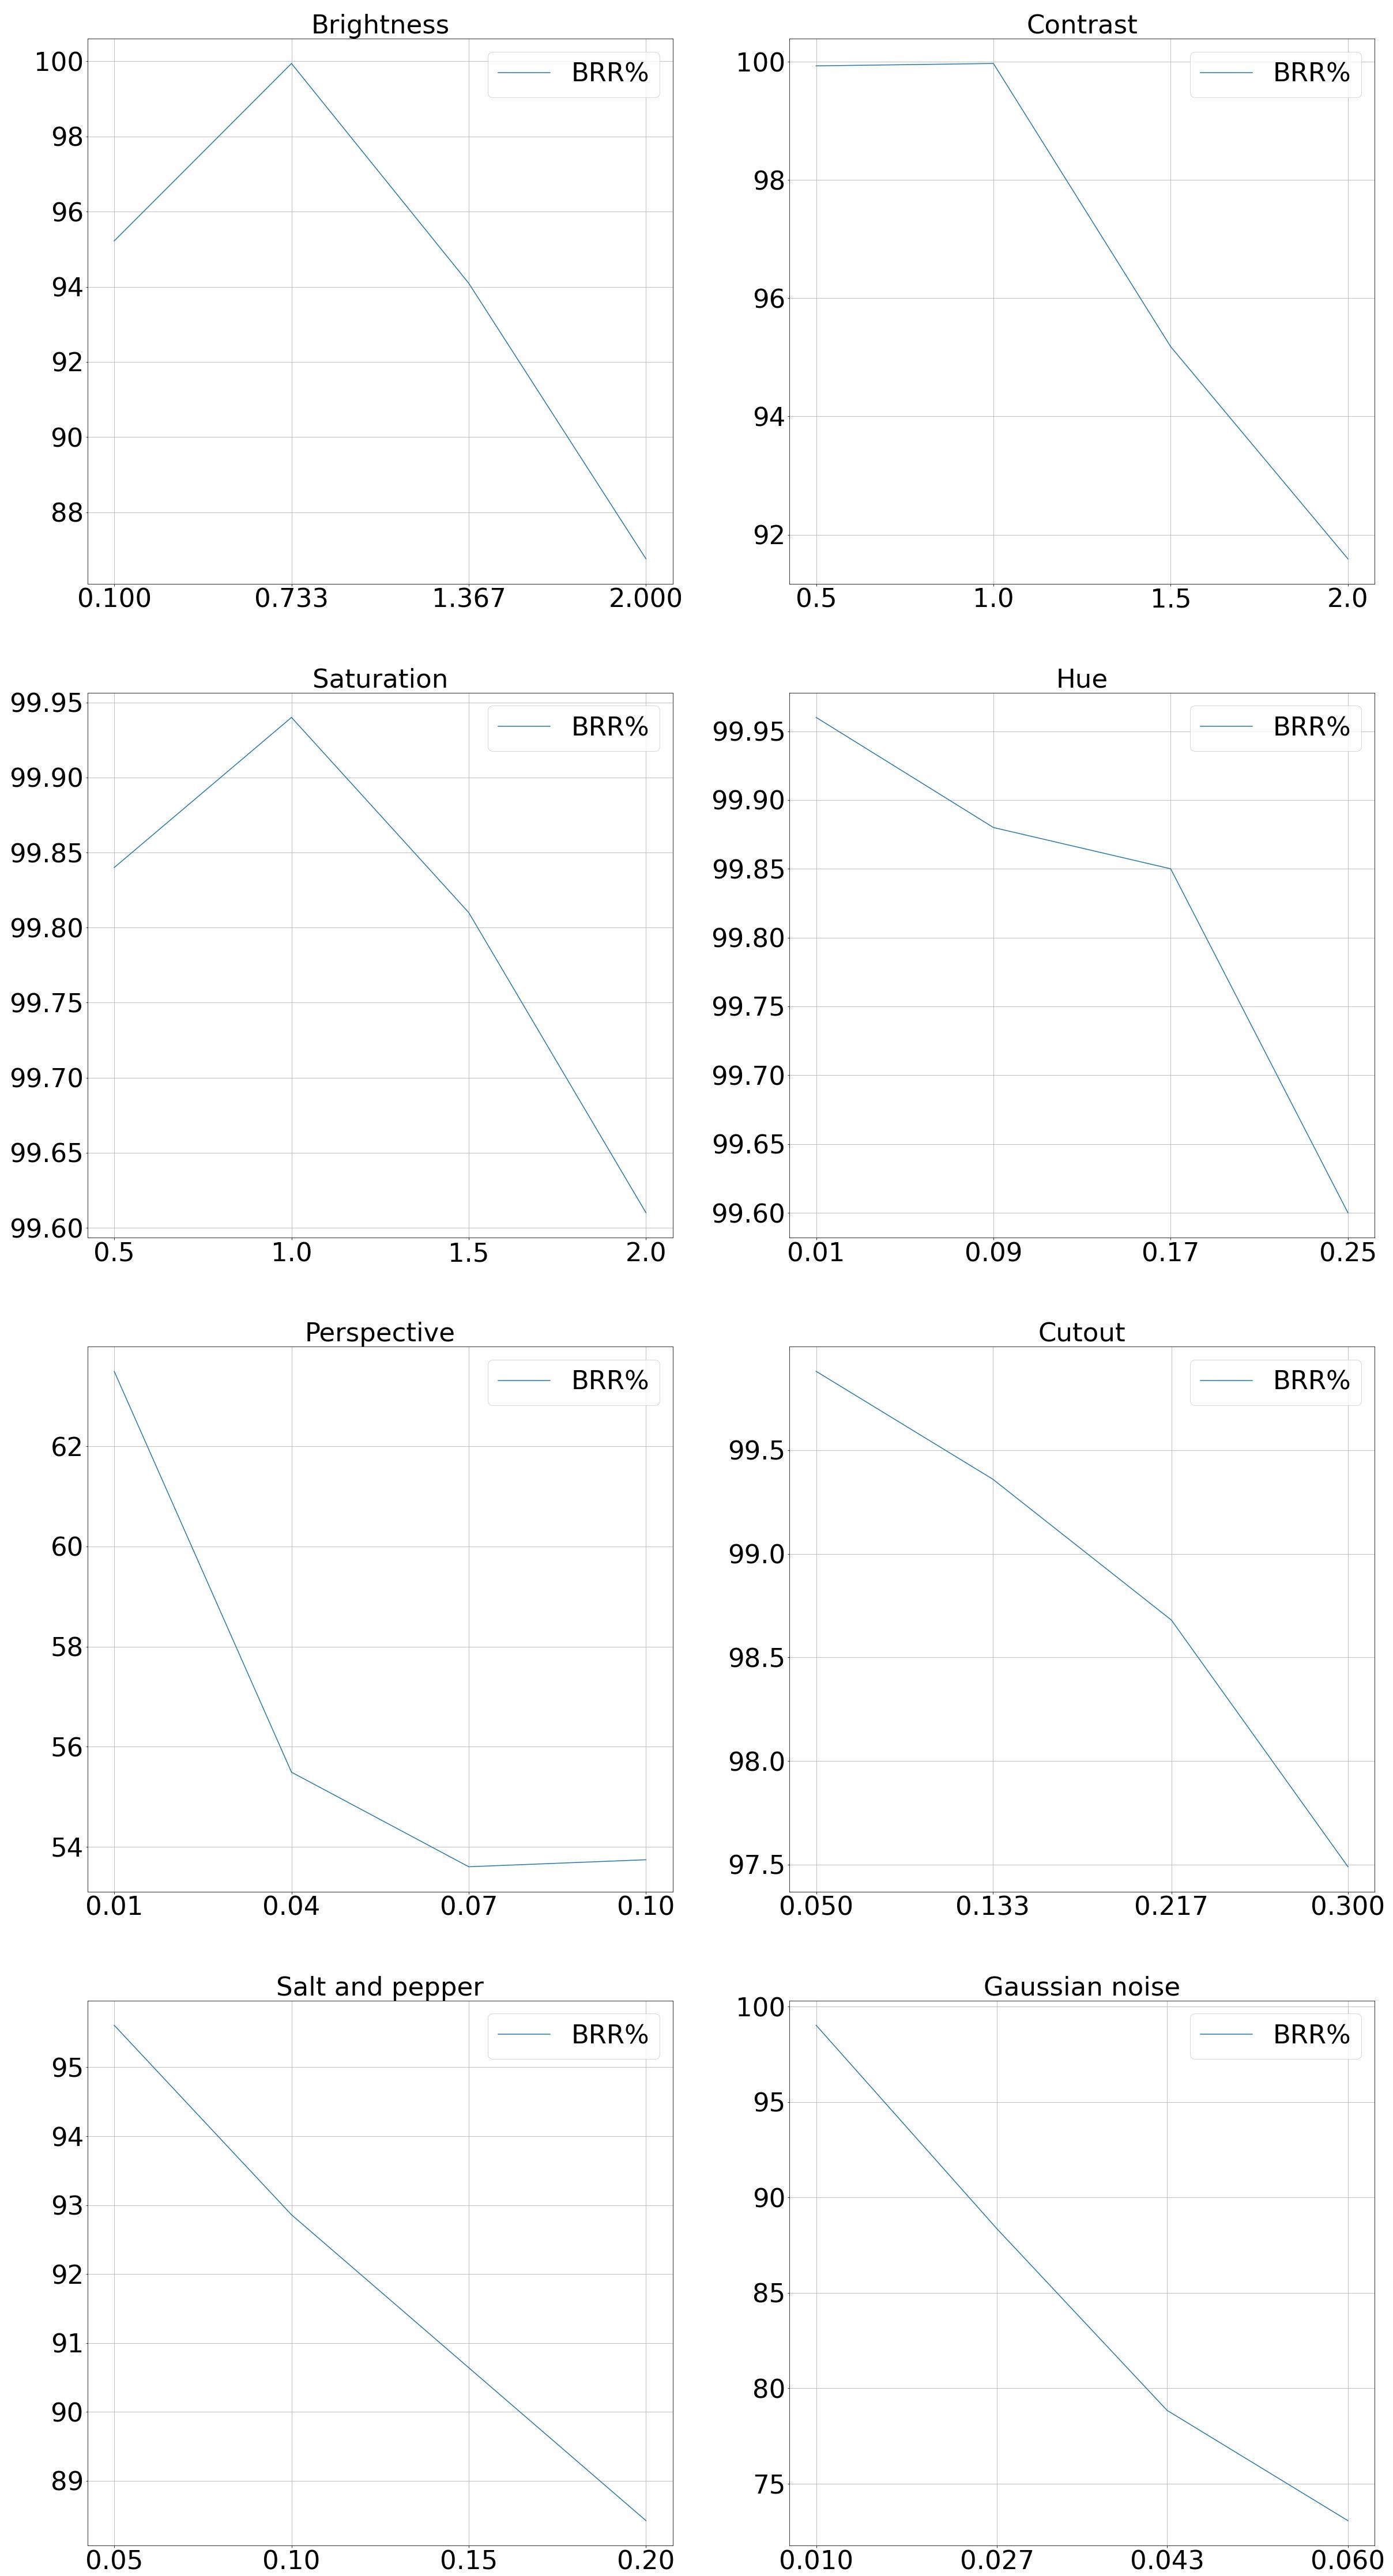 Brightness
BRR%
100
98
96
94
92
90
88
0.100 0.733 1.367 2.000
Contrast
BRR%
100
98
96
94
92
0.5 1.0 1.5 2.0
Saturation
BRR%
99.95
99.90
99.85
99.80
99.75
99.70
99.65
99.60
0.5 1.0 1.5 2.0
Hue
BRR%
99.95
99.90
99.85
99.80
99.75
99.70
99.65
99.60
0.01 0.09 0.17 0.25
Perspective
BRR%
62
60
58
56
54
0.01 0.04 0.07 0.10
Cutout
BRR%
99.5
99.0
98.5
98.0
97.5
0.050 0.133 0.217 0.300
Salt and pepper
BRR%
95
94
93
92
91
90
89
0.05 0.10 0.15 0.20
Gaussian noise
BRR%
100
95
90
85
80
75
0.010 0.027 0.043 0.060